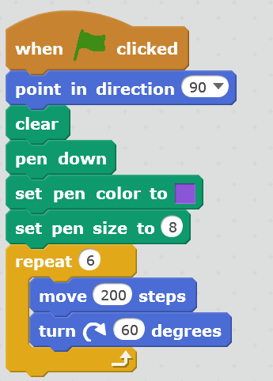 when clicked
point in direction 90
clear
pen down
set pen color to
set pen size to 8
repeat 6
move 200 steps
turn 60 degrees